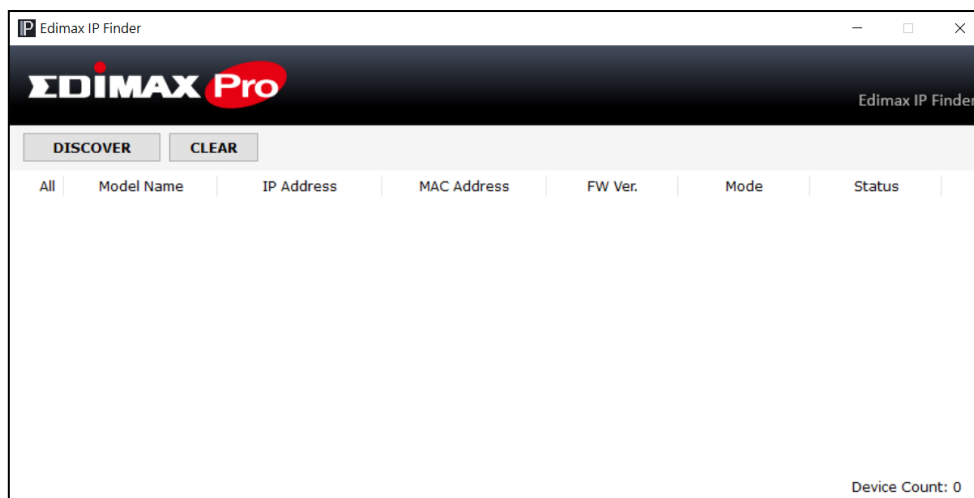 Edimax IP Finder
EDIMAX Pro
Edimax IP Finder
DISCOVER CLEAR
All Model Name IP Address MAC Address FW Ver. Mode Status
Device Count: 0